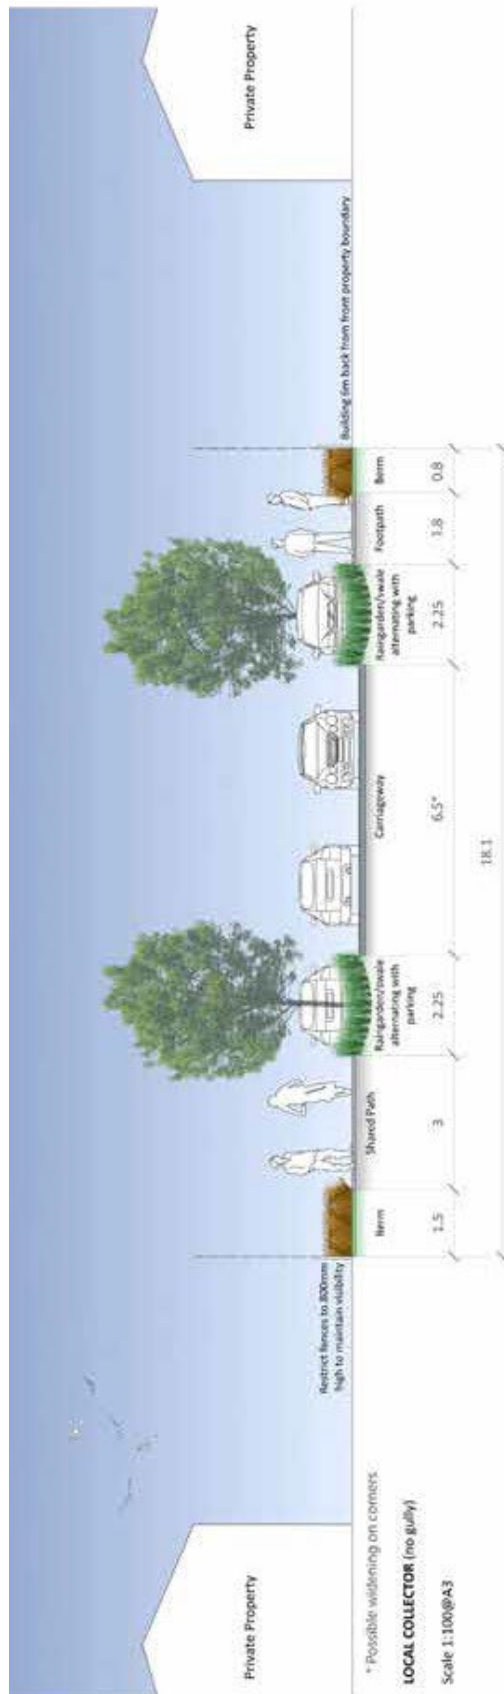 Private Property
Private Property
Restrict fences to 800mm
high to maintain visibility
Building 6m back from front property boundary
Berm
Shared Path
Raingarden/swale
alternating with
parking
Carriageway
Raingarden/swale
alternating with
parking
Footpath
Berm
1.5
3
2.25
6.5*
2.25
1.8
0.8
18.1
* Possible widening on corners
LOCAL COLLECTOR (no gully)
Scale 1:100@A3